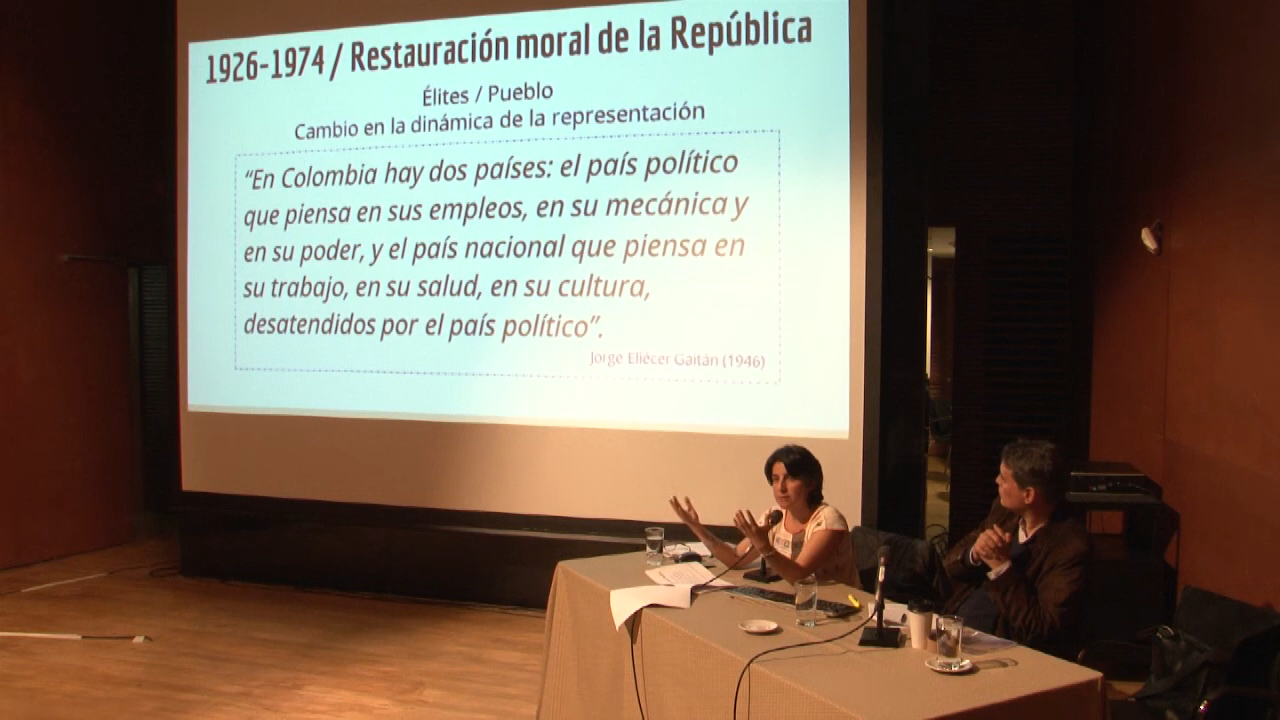 1926-1974 / Restauración moral de la República
Élites / Pueblo
Cambio en la dinámica de la representación
“En Colombia hay dos países: el país político
que piensa en sus empleos, en su mecánica y
en su poder, y el país nacional que piensa en
su trabajo, en su salud, en su cultura,
desatendidos por el país político”.
Jorge Eliécer Gaitán (1946)